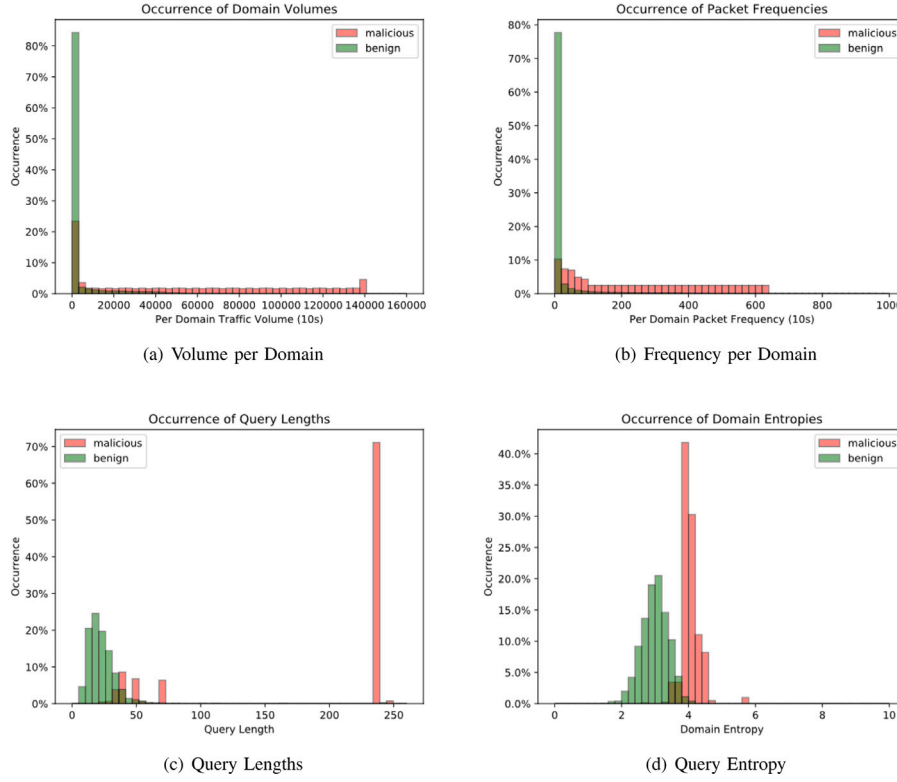 Occurrence of Domain Volumes
malicious
benign
80%
70%
60%
50%
40%
30%
20%
10%
0%
Occurrence
0 20000 40000 60000 80000 100000 120000 140000 160000
Per Domain Traffic Volume (10s)
(a) Volume per Domain
Occurrence of Packet Frequencies
malicious
benign
80%
70%
60%
50%
40%
30%
20%
10%
0%
Occurrence
0 200 400 600 800 1000
Per Domain Packet Frequency (10s)
(b) Frequency per Domain
Occurrence of Query Lengths
malicious
benign
70%
60%
50%
40%
30%
20%
10%
0%
Occurrence
0 50 100 150 200 250
Query Length
(c) Query Lengths
Occurrence of Domain Entropies
malicious
benign
40.0%
35.0%
30.0%
25.0%
20.0%
15.0%
10.0%
5.0%
0.0%
Occurrence
0 2 4 6 8 10
Domain Entropy
(d) Query Entropy